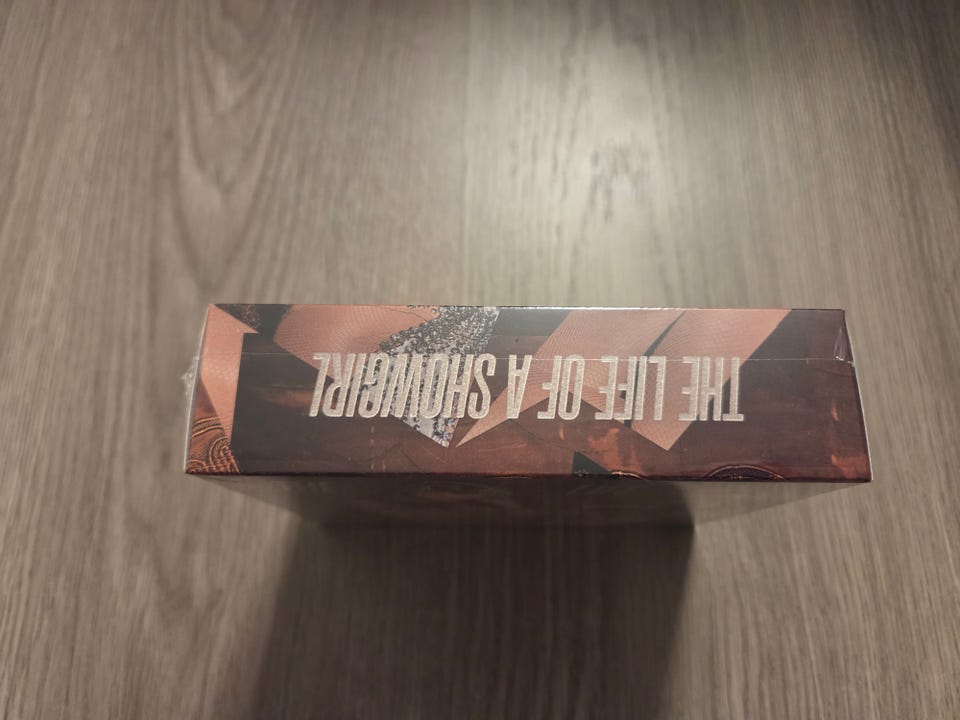 THE LIFE OF A SHOWGIRL